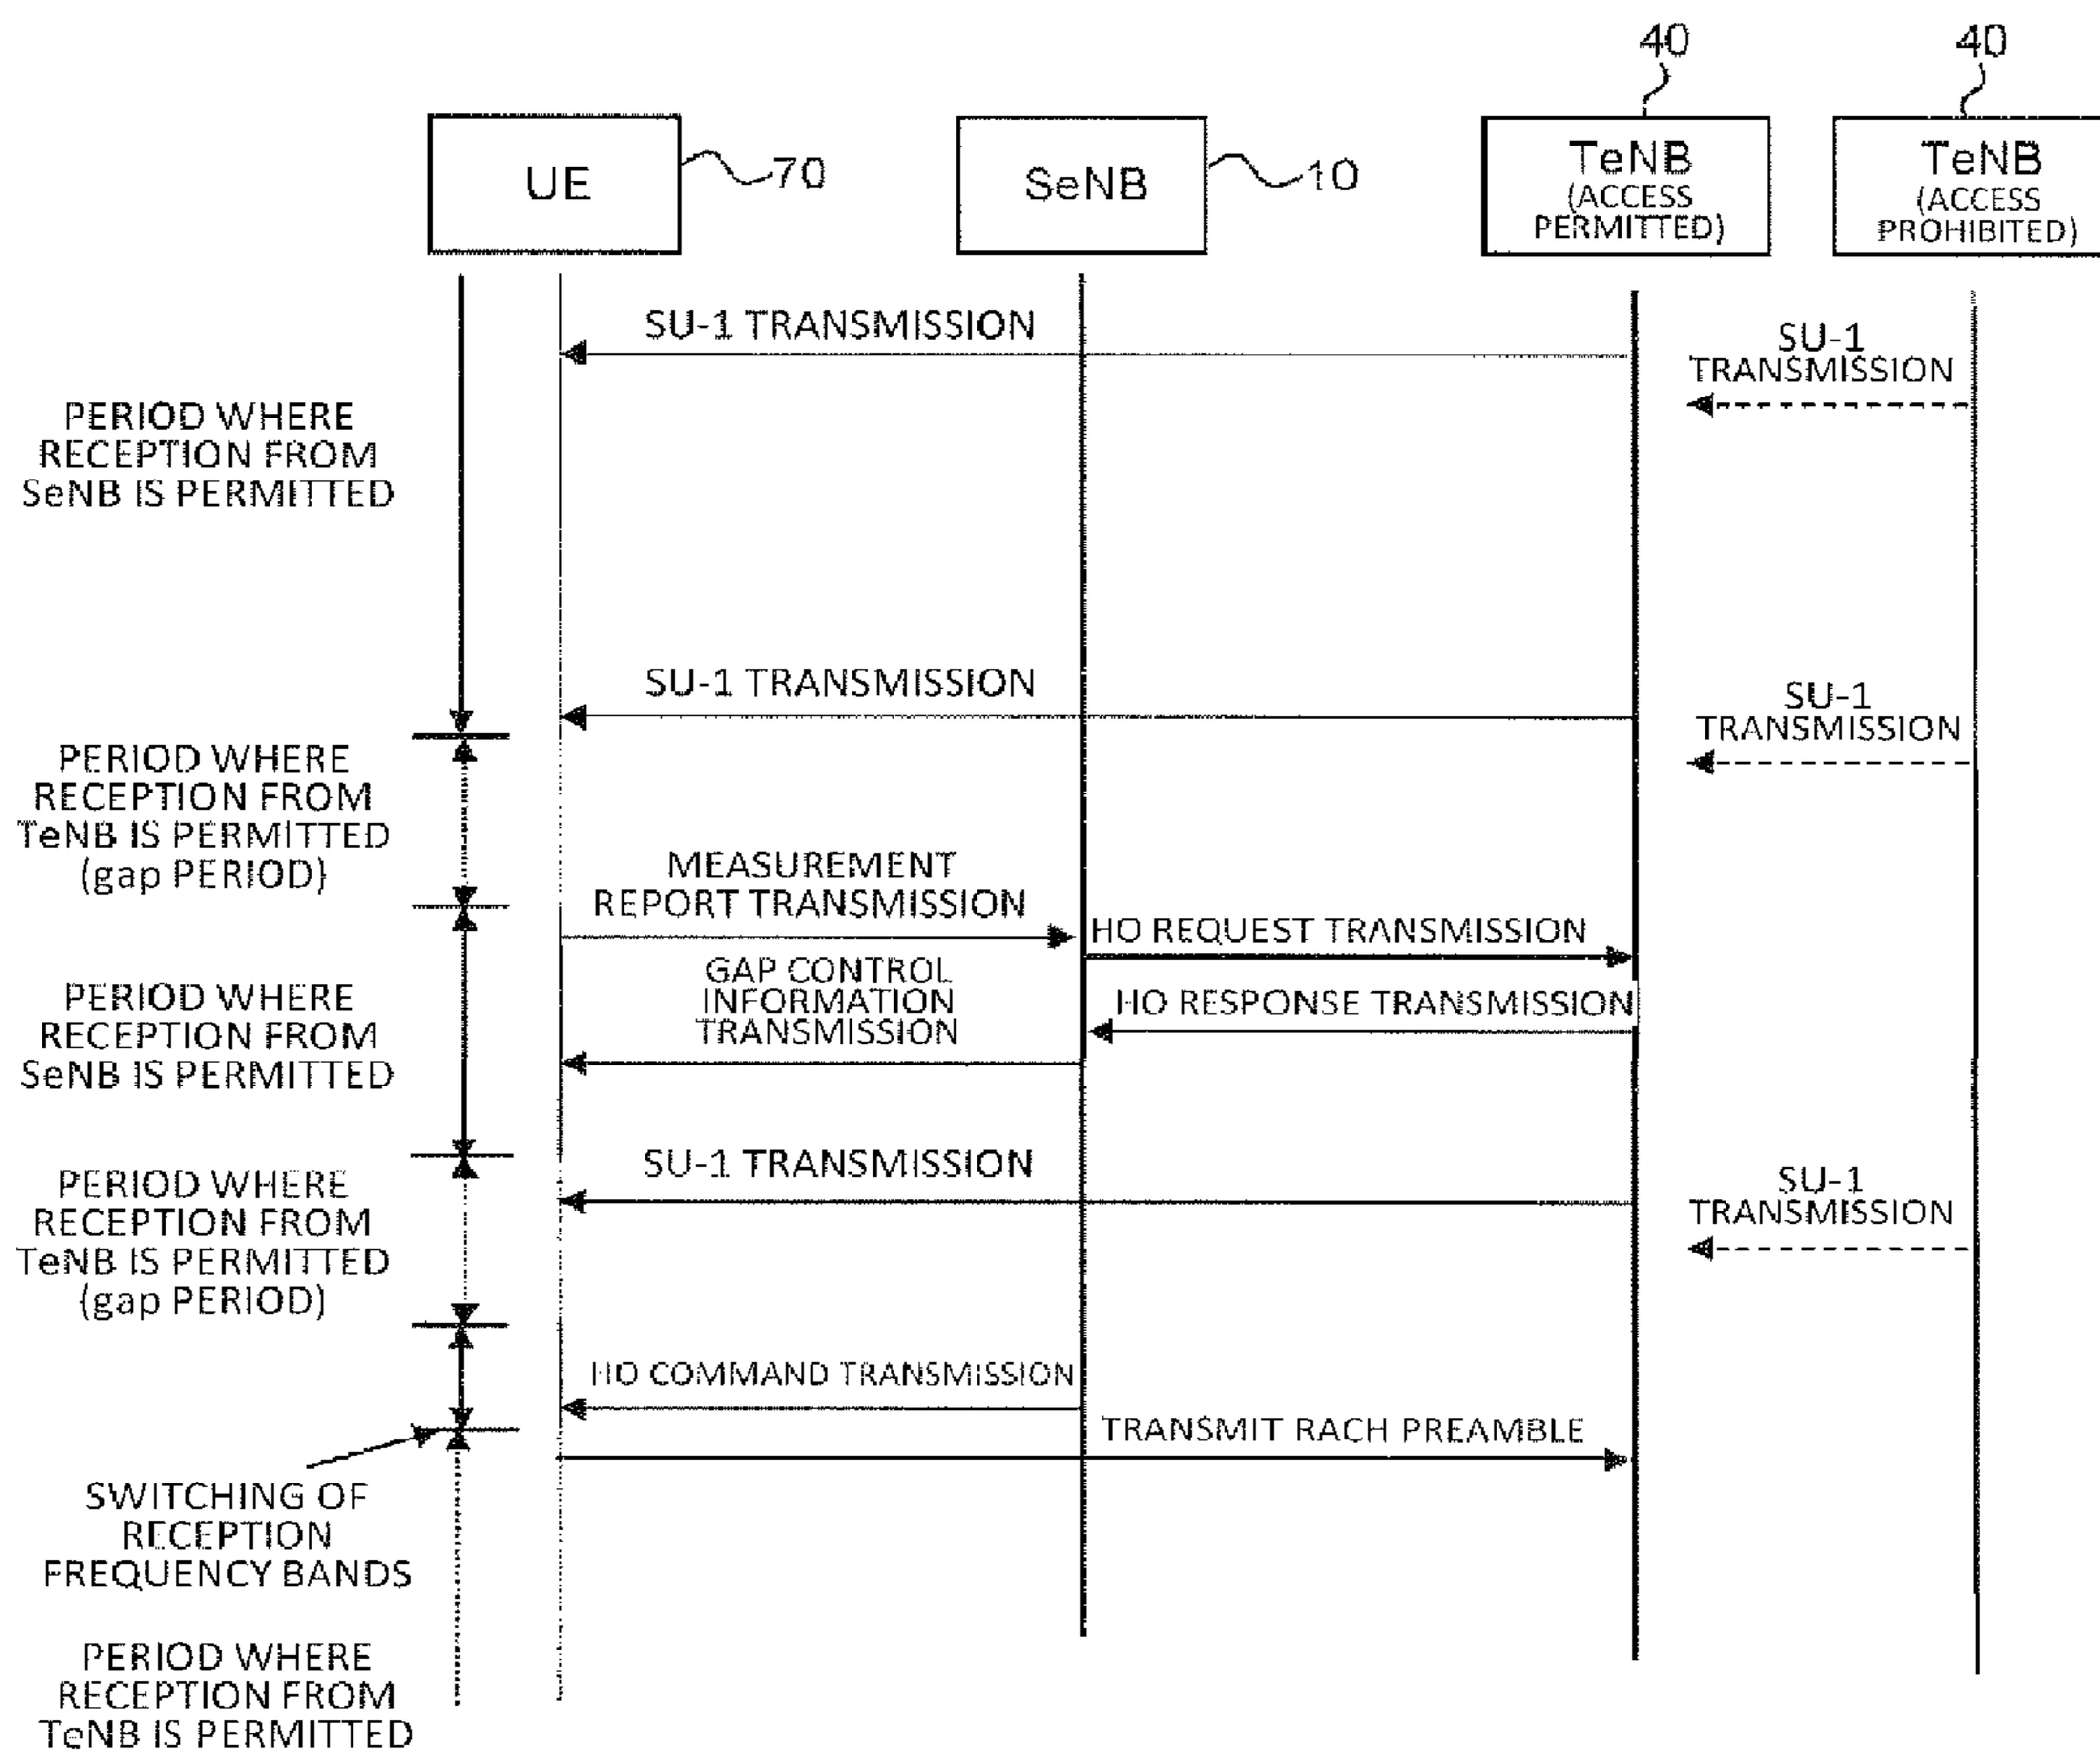 40
40
UE
70
SeNB
10
TeNB
(ACCESS
PERMITTED)
TeNB
(ACCESS
PROHIBITED)
SU-1 TRANSMISSION
SU-1
TRANSMISSION
PERIOD WHERE
RECEPTION FROM
SeNB IS PERMITTED
SU-1 TRANSMISSION
SU-1
TRANSMISSION
PERIOD WHERE
RECEPTION FROM
TeNB IS PERMITTED
(gap PERIOD)
MEASUREMENT
REPORT TRANSMISSION
HO REQUEST TRANSMISSION
GAP CONTROL
INFORMATION
TRANSMISSION
HO RESPONSE TRANSMISSION
PERIOD WHERE
RECEPTION FROM
SeNB IS PERMITTED
SU-1 TRANSMISSION
SU-1
TRANSMISSION
PERIOD WHERE
RECEPTION FROM
TeNB IS PERMITTED
(gap PERIOD)
HO COMMAND TRANSMISSION
TRANSMIT RACH PREAMBLE
SWITCHING OF
RECEPTION
FREQUENCY BANDS
PERIOD WHERE
RECEPTION FROM
TeNB IS PERMITTED